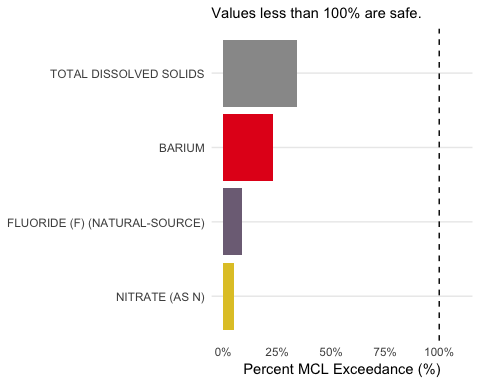 Values less than 100% are safe.
TOTAL DISSOLVED SOLIDS
BARIUM
FLUORIDE (F) (NATURAL-SOURCE)
NITRATE (AS N)
0% 25% 50% 75% 100%
Percent MCL Exceedance (%)